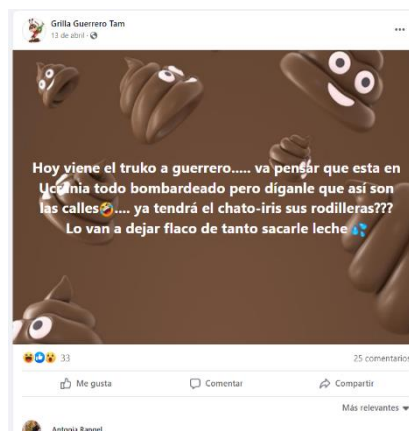 Grilla Guerrero Tam
13 de abril
Hoy viene el truko a guerrero..... va pensar que esta en
Ucrania todo bombardeado pero díganle que así son
las calles🤣.... ya tendrá el chato-iris sus rodilleras???
Lo van a dejar flaco de tanto sacarle leche 💦
33
25 comentarios
Me gusta
Comentar
Compartir
Más relevantes
Antonia Rangel